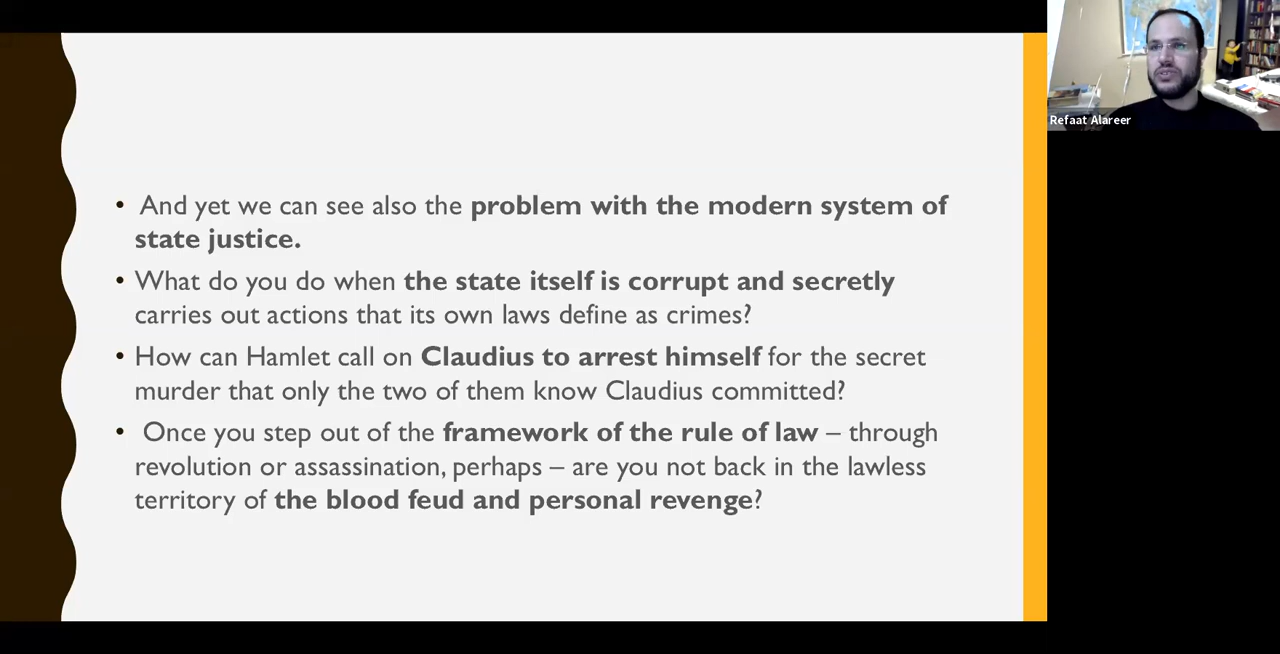 • And yet we can see also the problem with the modern system of
state justice.
• What do you do when the state itself is corrupt and secretly
carries out actions that its own laws define as crimes?
• How can Hamlet call on Claudius to arrest himself for the secret
murder that only the two of them know Claudius committed?
• Once you step out of the framework of the rule of law – through
revolution or assassination, perhaps – are you not back in the lawless
territory of the blood feud and personal revenge?
Refaat Alareer